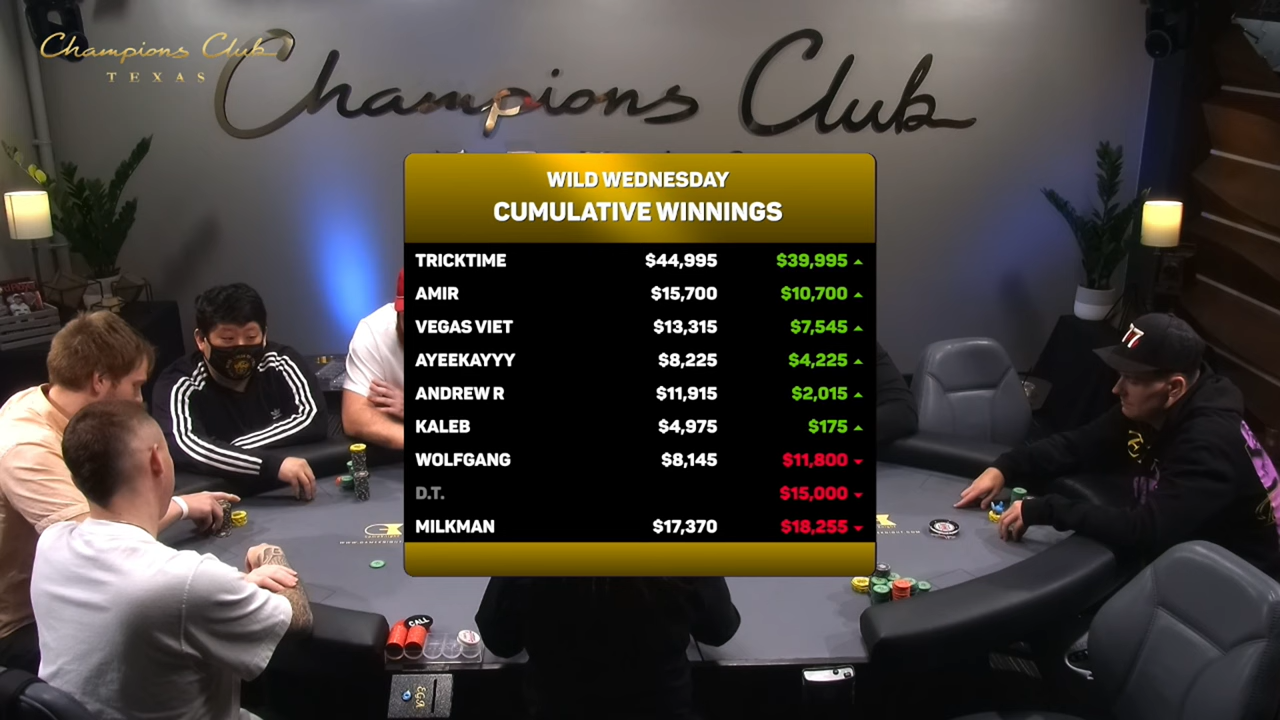 Champions Club
TEXAS
Champions Club
WILD WEDNESDAY
CUMULATIVE WINNINGS
TRICKTIME $44,995 $39,995
AMIR $15,700 $10,700
VEGAS VIET $13,315 $7,545
AYEEKAYYY $8,225 $4,225
ANDREW R $11,915 $2,015
KALEB $4,975 $175
WOLFGANG $8,145 $11,800
D.T. $15,000
MILKMAN $17,370 $18,255
77
CALL